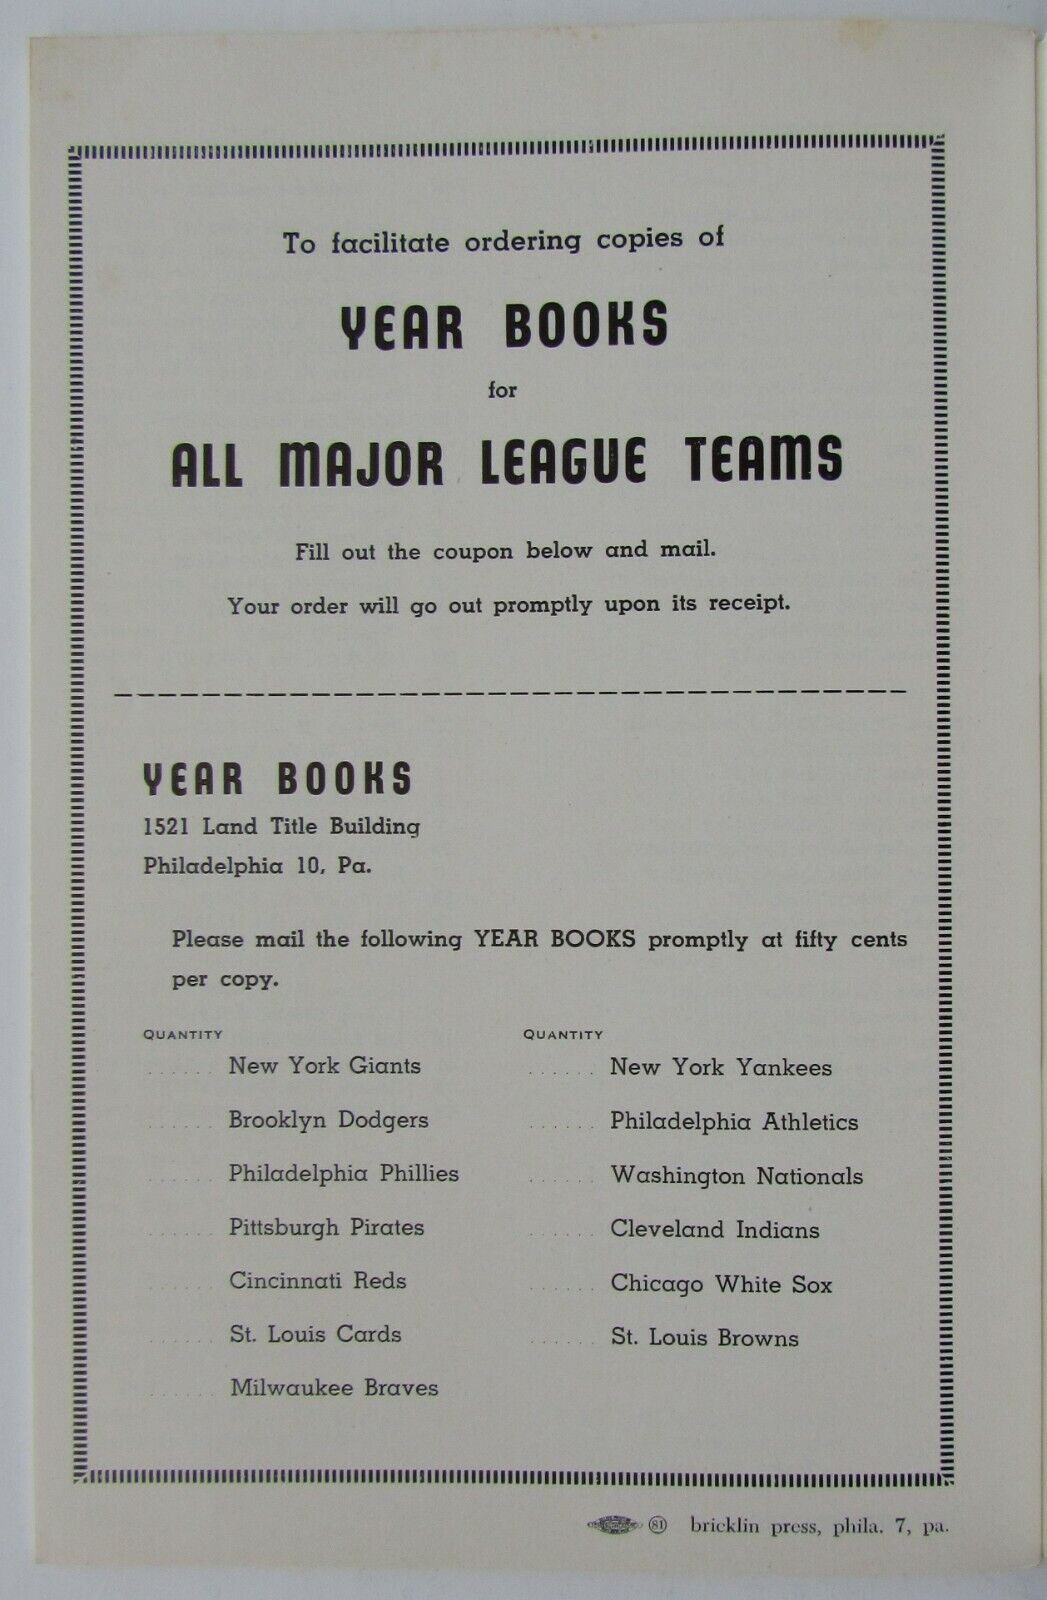 To facilitate ordering copies of
YEAR BOOKS
for
ALL MAJOR LEAGUE TEAMS
Fill out the coupon below and mail.
Your order will go out promptly upon its receipt.
YEAR BOOKS
1521 Land Title Building
Philadelphia 10, Pa.
Please mail the following YEAR BOOKS promptly at fifty cents
per copy.
QUANTITY
...... New York Giants
...... Brooklyn Dodgers
...... Philadelphia Phillies
...... Pittsburgh Pirates
...... Cincinnati Reds
...... St. Louis Cards
...... Milwaukee Braves
QUANTITY
...... New York Yankees
...... Philadelphia Athletics
...... Washington Nationals
...... Cleveland Indians
...... Chicago White Sox
...... St. Louis Browns
81 bricklin press, phila. 7, pa.